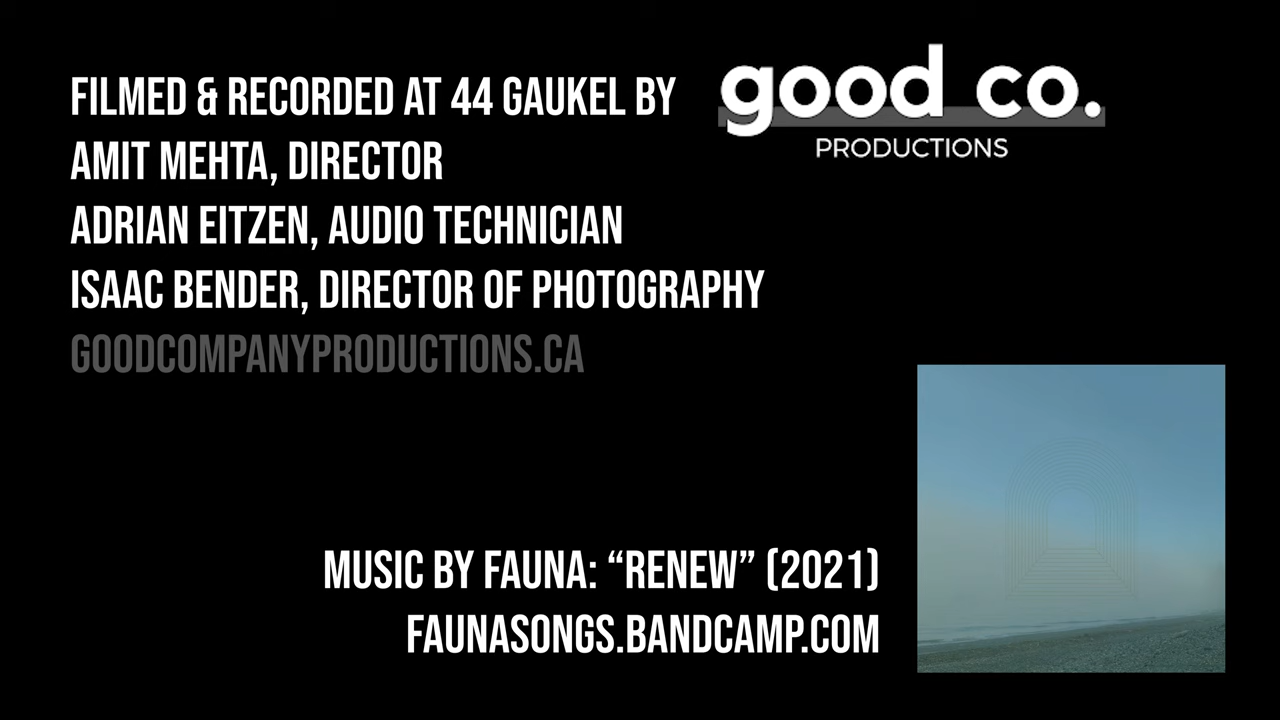 FILMED & RECORDED AT 44 GAUKEL BY
good co.
PRODUCTIONS
AMIT MEHTA, DIRECTOR
ADRIAN EITZEN, AUDIO TECHNICIAN
ISAAC BENDER, DIRECTOR OF PHOTOGRAPHY
GOODCOMPANYPRODUCTIONS.CA
MUSIC BY FAUNA: “RENEW” (2021)
FAUNASONGS.BANDCAMP.COM